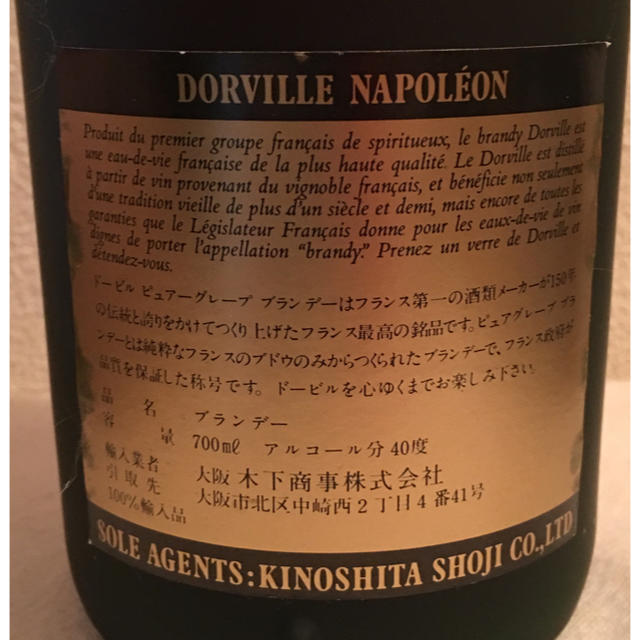 DORVILLE NAPOLÉON
Produit du premier groupe français de spiritueux, le brandy Dorville est
une eau-de-vie française de la plus haute qualité. Le Dorville est distillé
à partir de vin provenant du vignoble français, et bénéficie non seulement
d'une tradition vieille de plus d'un siècle et demi, mais encore de toutes les
garanties que le Législateur Français donne pour les eaux-de-vie de vin
dignes de porter l'appellation "brandy." Prenez un verre de Dorville et
détendez-vous.
ドービル ピュアーグレープ ブランデーはフランス第一の酒類メーカーが150年
の伝統と誇りをかけてつくり上げたフランス最高の銘品です。ピュアグレープ ブラ
ンデーとは純粋なフランスのブドウのみからつくられたブランデーで、フランス政府が
品質を保証した称号です。ドービルを心ゆくまでお楽しみ下さい。
品名 ブランデー
容量 700ml アルコール分 40度
輸入業者
引取先 大阪 木下商事株式会社
100%輸入品 大阪市北区中崎西2丁目4番41号
SOLE AGENTS:KINOSHITA SHOJI CO.,LTD